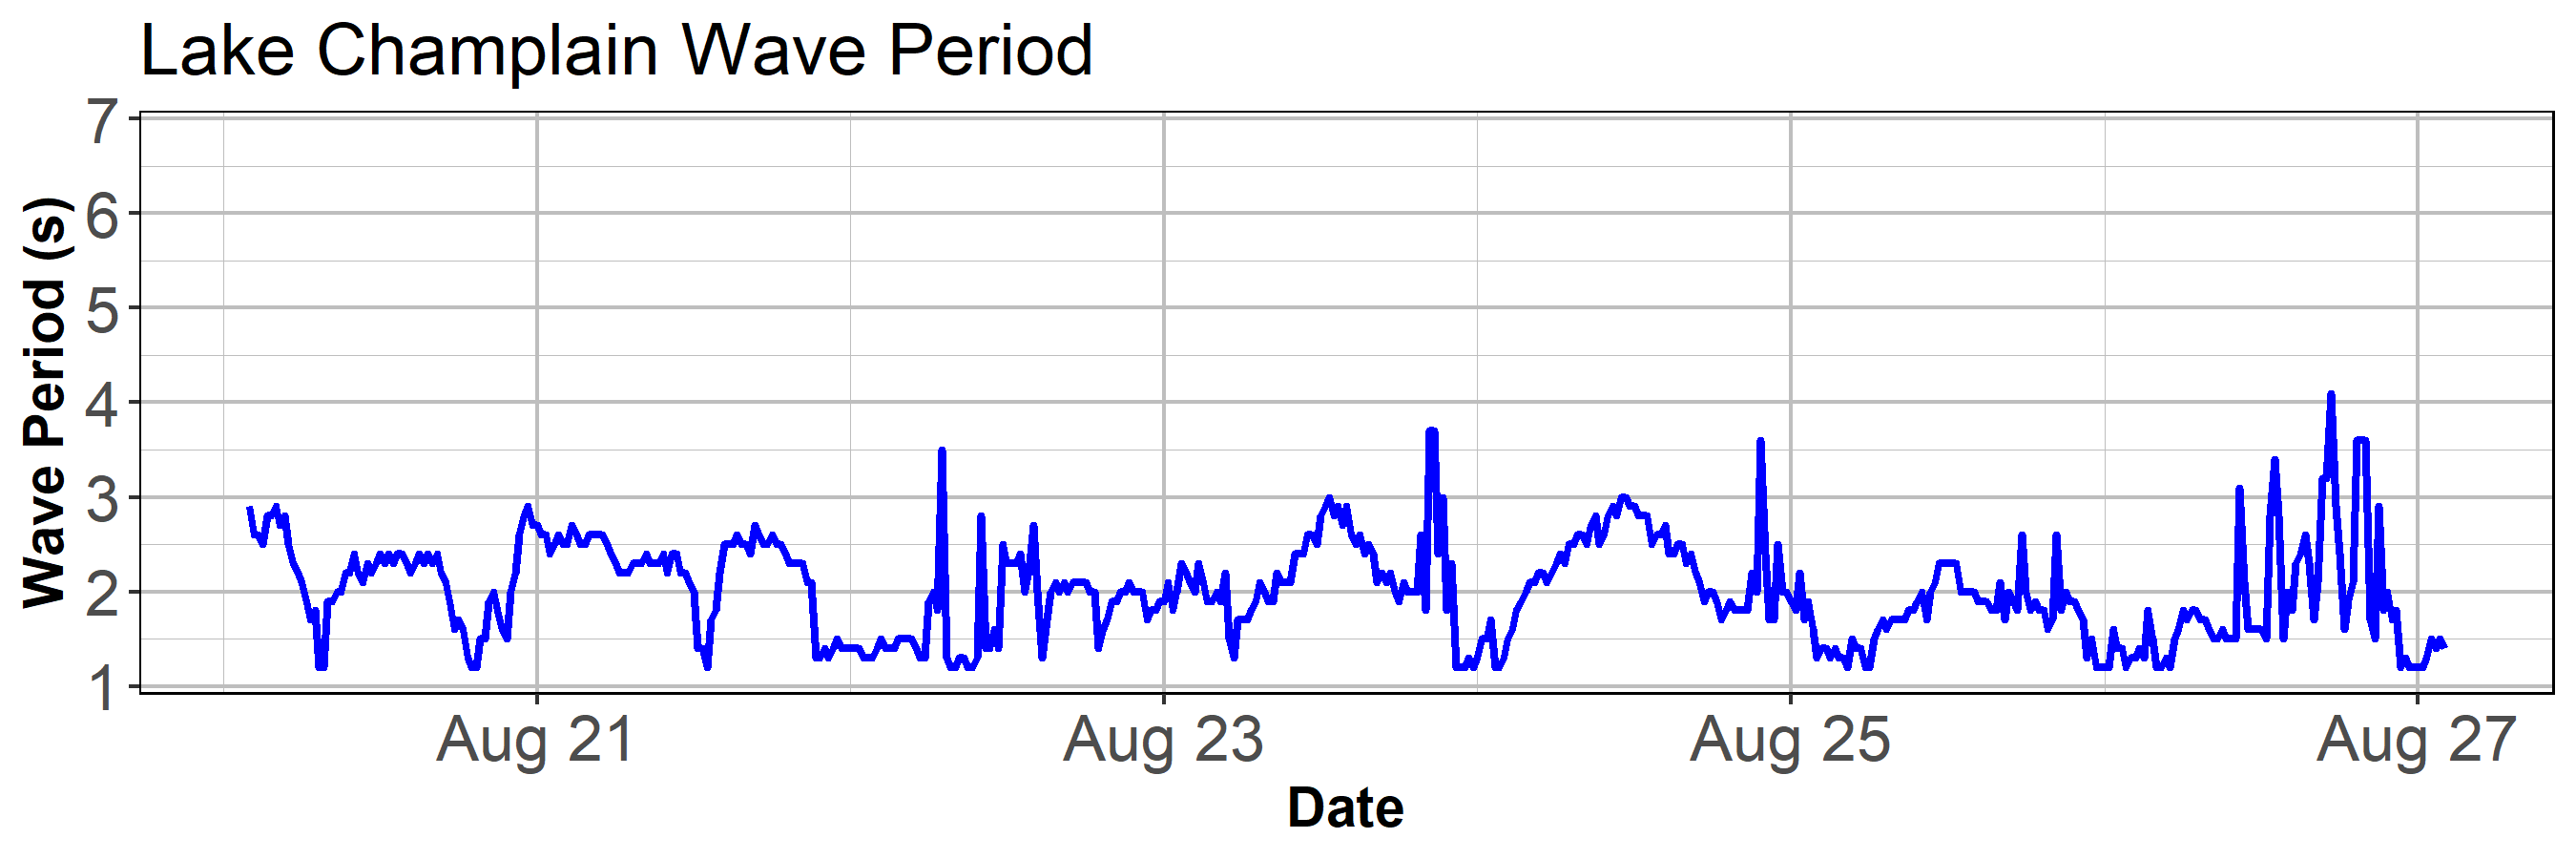 Lake Champlain Wave Period
Wave Period (s)
7
6
5
4
3
2
1
Aug 21
Aug 23
Aug 25
Aug 27
Date